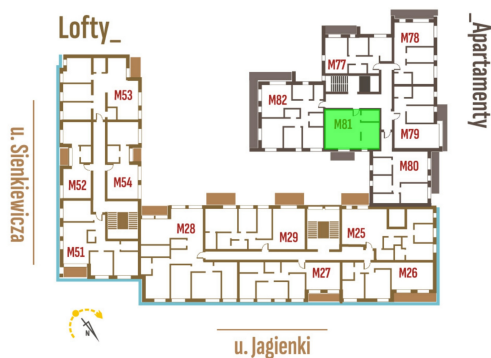 Lofty_
_Apartamenty
M78
M77
M53
M82
M81
M79
M80
M52
M54
u. Sienkiewicza
M28
M29
M25
M51
M27
M26
N
u. Jagienki